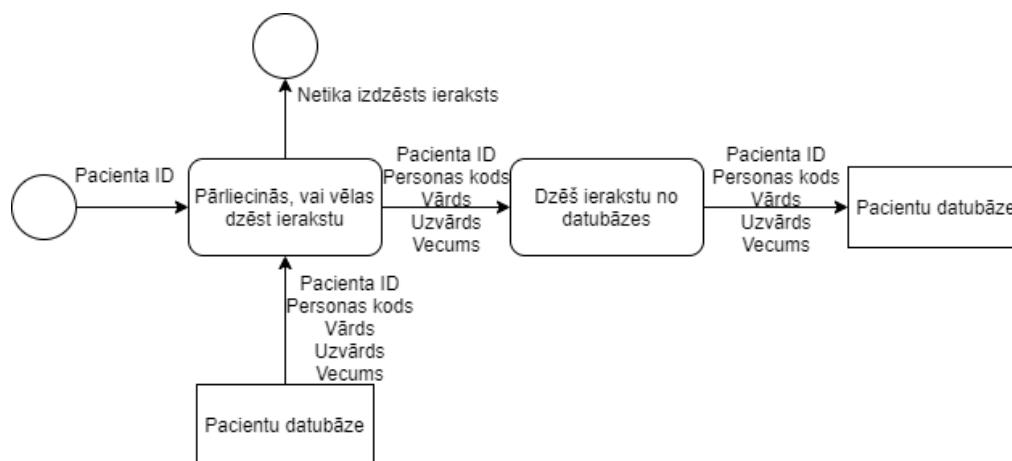 Netika izdzēsts ieraksts
Pacienta ID
Pārliecinās, vai vēlas
dzēst ierakstu
Pacienta ID
Personas kods
Vārds
Uzvārds
Vecums
Dzēš ierakstu no
datubāzes
Pacienta ID
Personas kods
Vārds
Uzvārds
Vecums
Pacientu datubāze
Pacienta ID
Personas kods
Vārds
Uzvārds
Vecums
Pacientu datubāze